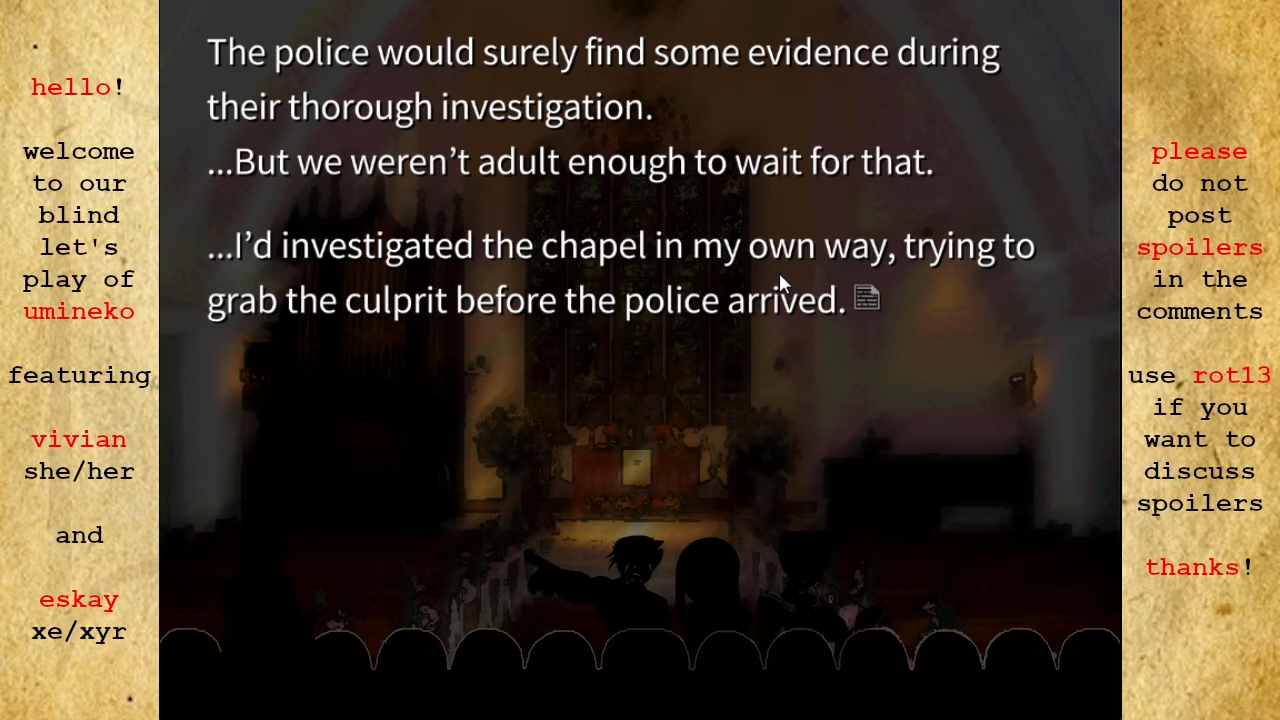 hello!
welcome
to our
blind
let's
play of
umineko
featuring
vivian
she/her
and
eskay
xe/xyr
The police would surely find some evidence during
their thorough investigation.
...But we weren't adult enough to wait for that.
...I'd investigated the chapel in my own way, trying to
grab the culprit before the police arrived.
please
do not
post
spoilers
in the
comments
use rot13
if you
want to
discuss
spoilers
thanks!